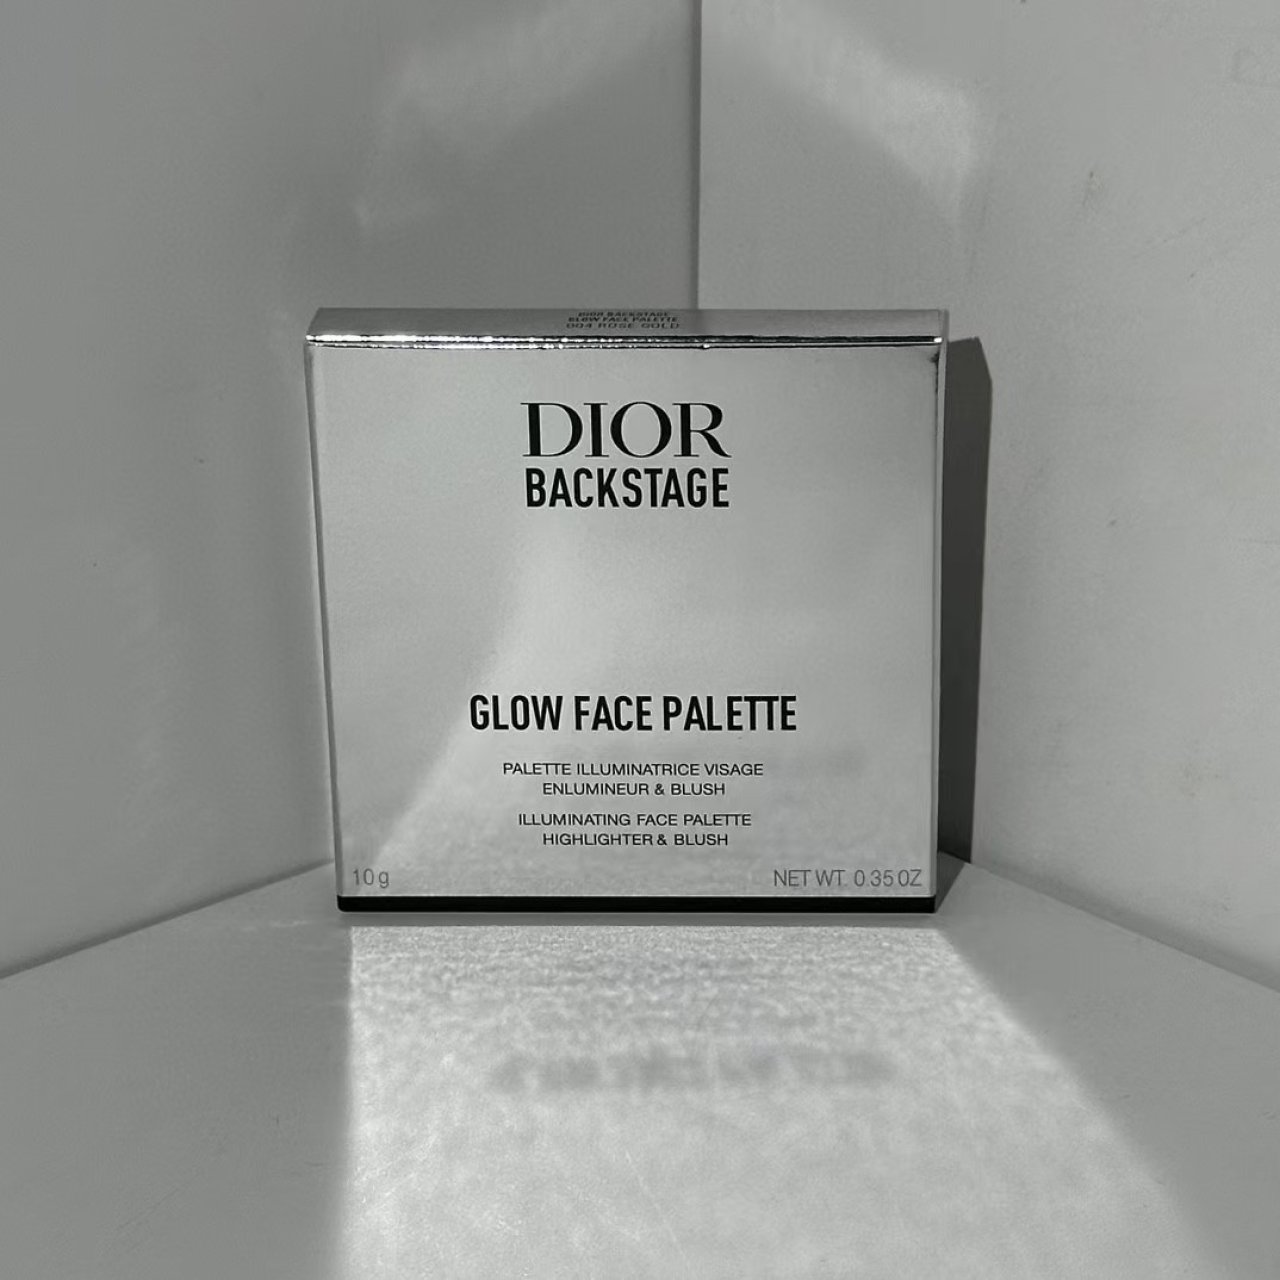 DIOR BACKSTAGE
GLOW FACE PALETTE
004 ROSE GOLD
DIOR
BACKSTAGE
GLOW FACE PALETTE
PALETTE ILLUMINATRICE VISAGE
ENLUMINEUR & BLUSH
ILLUMINATING FACE PALETTE
HIGHLIGHTER & BLUSH
10 g NET WT. 0.35 OZ